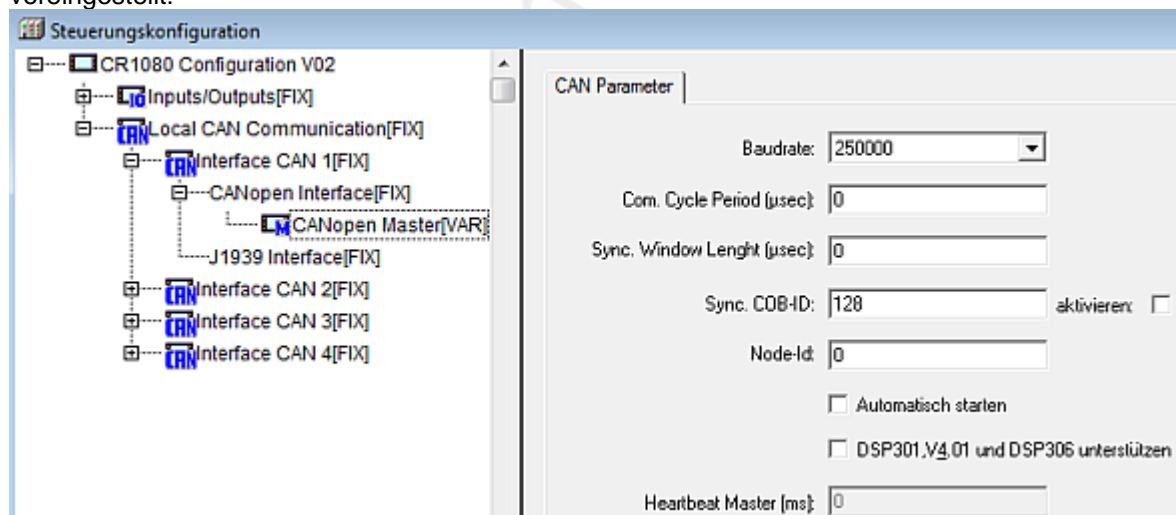 voreingestellt.
Steuerungskonfiguration
CR1080 Configuration V02
Inputs/Outputs[FIX]
Local CAN Communication[FIX]
Interface CAN 1[FIX]
CANopen Interface[FIX]
CANopen Master[VAR]
J1939 Interface[FIX]
Interface CAN 2[FIX]
Interface CAN 3[FIX]
Interface CAN 4[FIX]
CAN Parameter
Baudrate: 250000
Com. Cycle Period (µsec): 0
Sync. Window Lenght (µsec): 0
Sync. COB-ID: 128 aktivieren:
Node-Id: 0
Automatisch starten
DSP301,V4.01 und DSP306 unterstützen
Heartbeat Master [ms]: 0